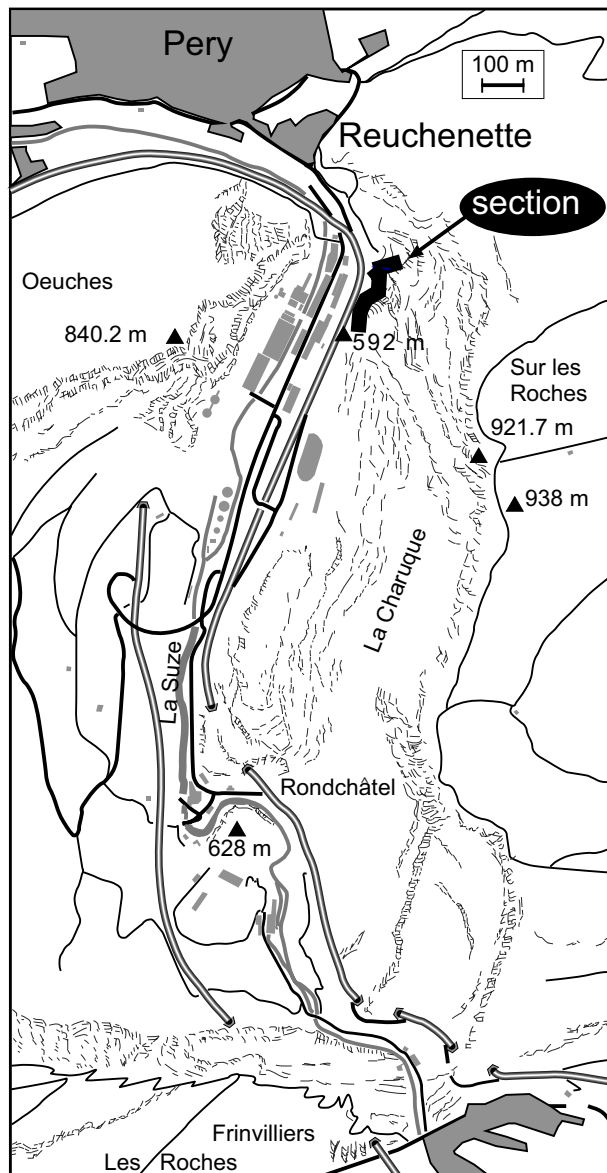 Pery
100 m
Reuchenette
section
Oeuches
840.2 m
592 m
Sur les
Roches
921.7 m
938 m
La Charuque
La Suze
Rondchâtel
628 m
Frinvilliers
Les Roches